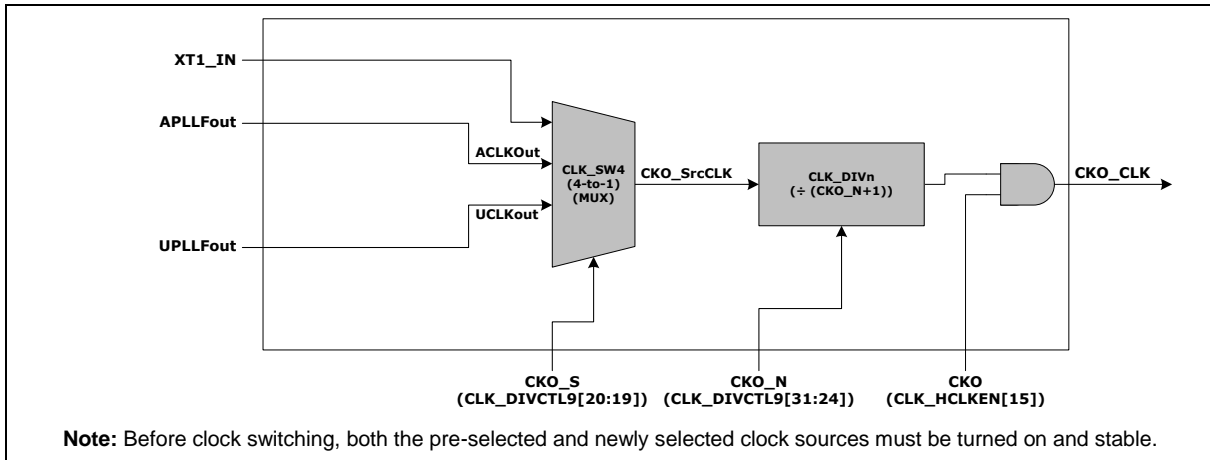 XT1_IN
APLLFout
ACLKOut
UCLKout
UPLLFout
CLK_SW4
(4-to-1)
(MUX)
CKO_SrcCLK
CLK_DIVn
(÷ (CKO_N+1))
CKO_CLK
CKO_S
(CLK_DIVCTL9[20:19])
CKO_N
(CLK_DIVCTL9[31:24])
CKO
(CLK_HCLKEN[15])
Note: Before clock switching, both the pre-selected and newly selected clock sources must be turned on and stable.